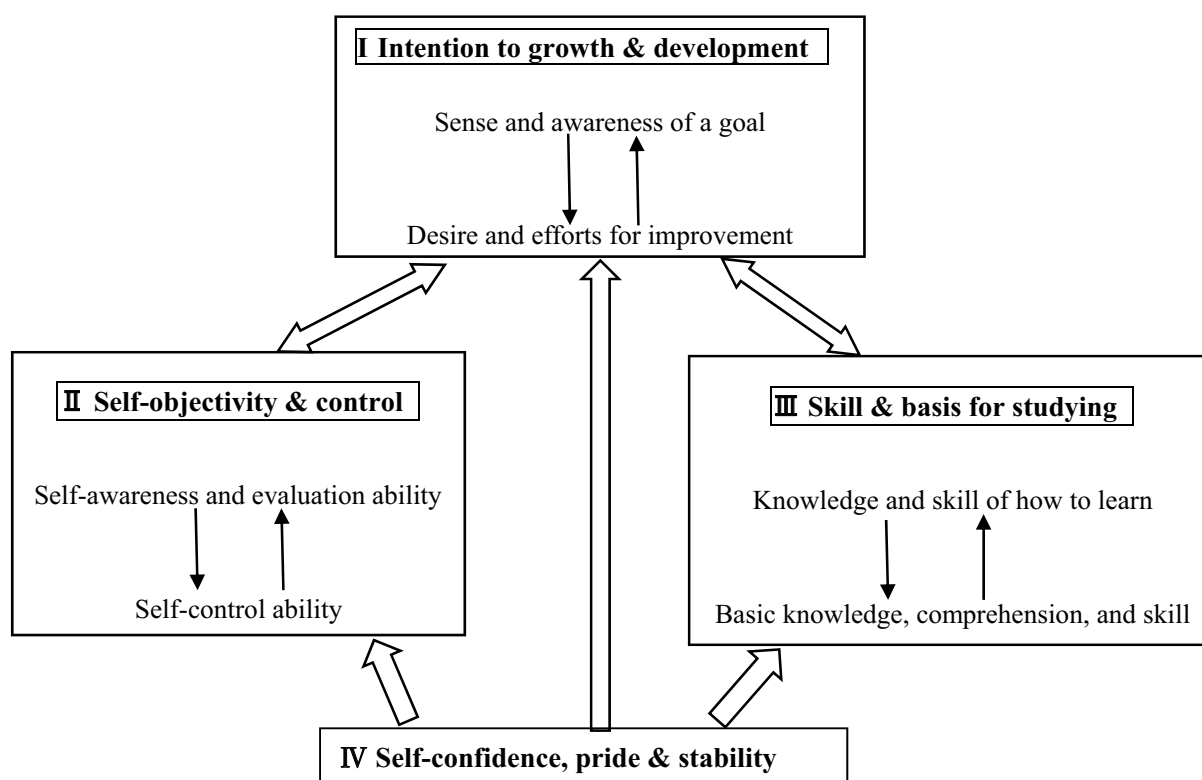 Ⅰ Intention to growth & development
Sense and awareness of a goal
Desire and efforts for improvement
Ⅱ Self-objectivity & control
Self-awareness and evaluation ability
Self-control ability
Ⅲ Skill & basis for studying
Knowledge and skill of how to learn
Basic knowledge, comprehension, and skill
Ⅳ Self-confidence, pride & stability